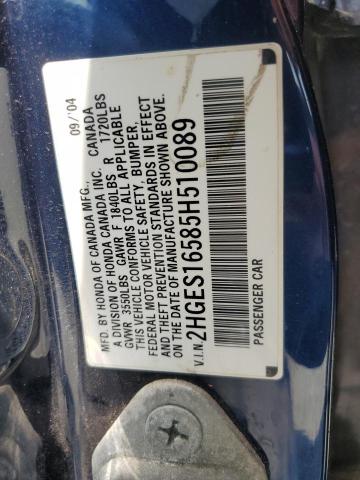 MFD. BY HONDA OF CANADA MFG., 09/'04
A DIVISION OF HONDA CANADA INC. CANADA
GVWR 3550LBS GAWR F 1840LBS R 1720LBS
THIS VEHICLE CONFORMS TO ALL APPLICABLE
FEDERAL MOTOR VEHICLE SAFETY, BUMPER,
AND THEFT PREVENTION STANDARDS IN EFFECT
ON THE DATE OF MANUFACTURE SHOWN ABOVE.
V.I.N. 2HGES16585H510089
PASSENGER CAR